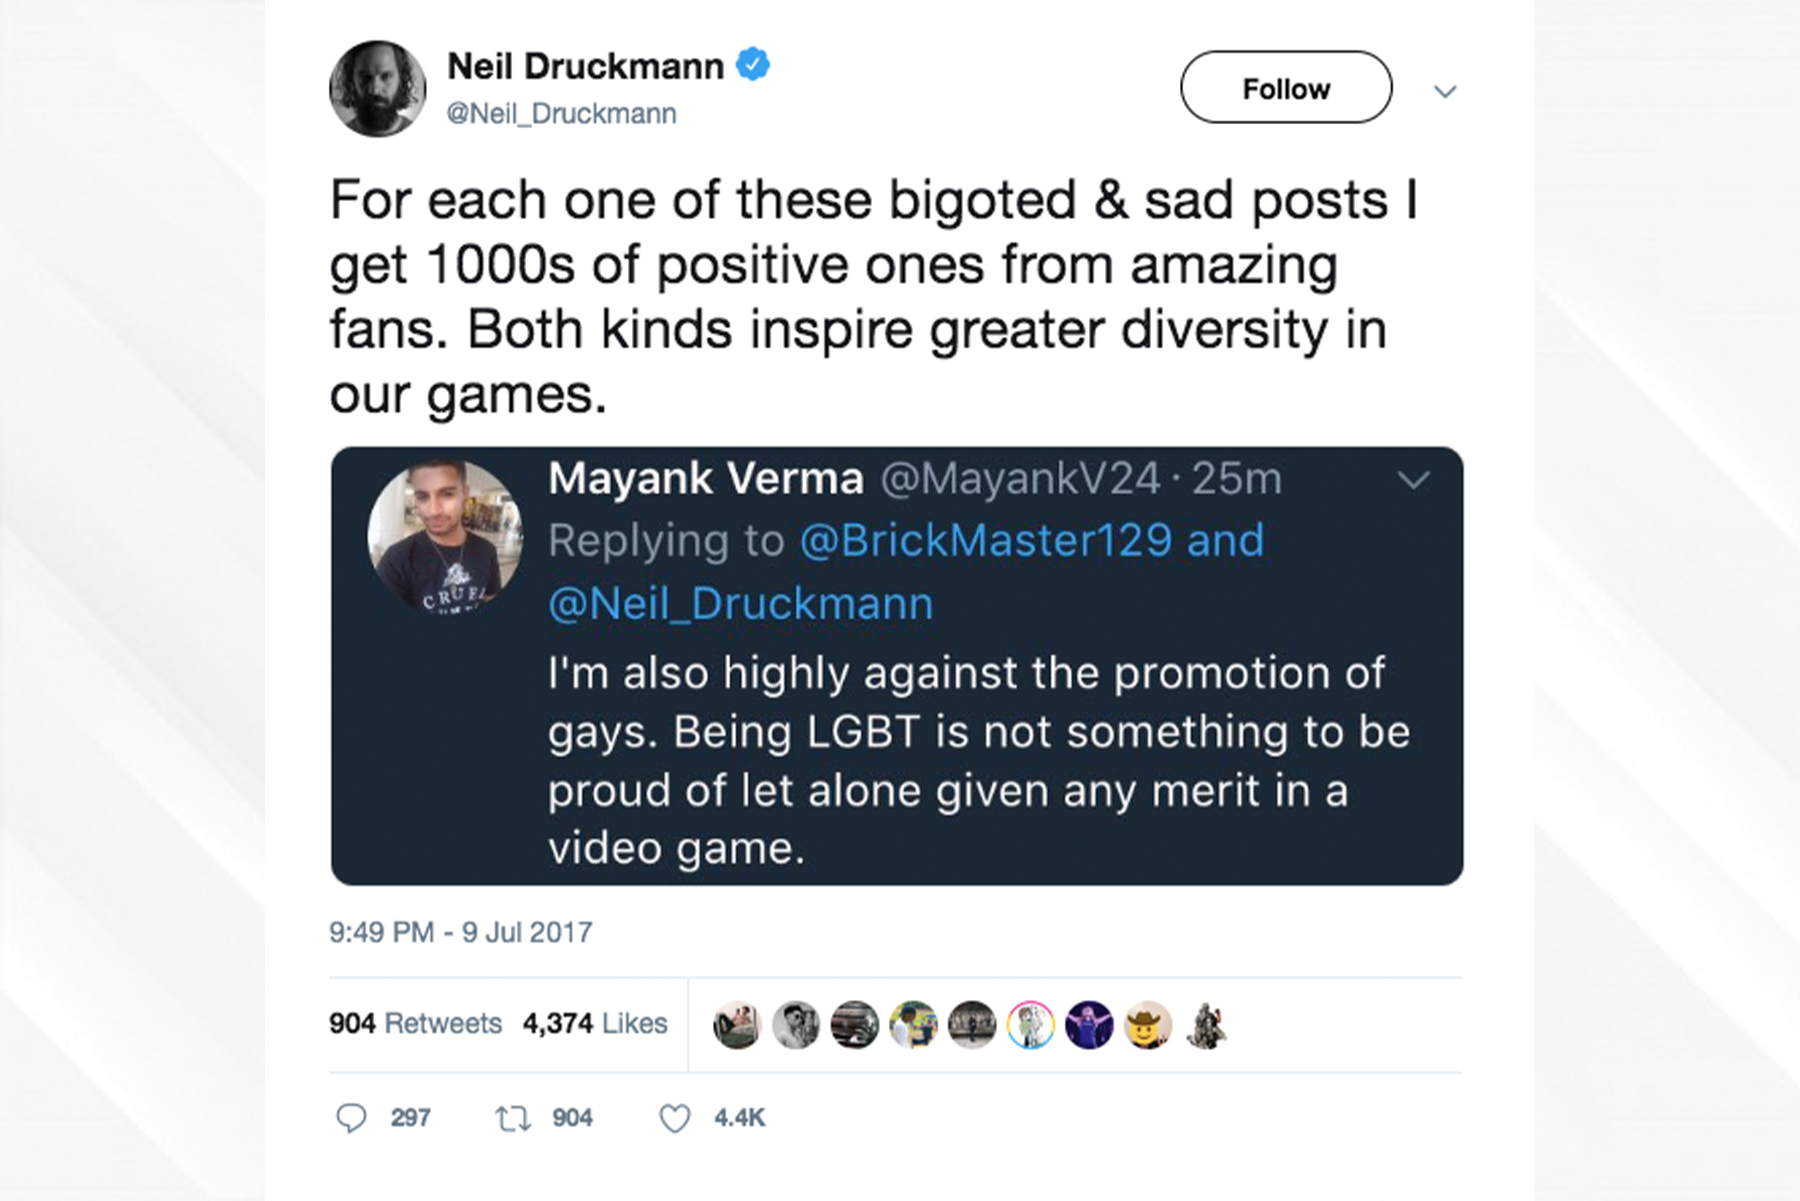 Neil Druckmann
@Neil_Druckmann
Follow
For each one of these bigoted & sad posts I
get 1000s of positive ones from amazing
fans. Both kinds inspire greater diversity in
our games.
Mayank Verma @MayankV24 · 25m
Replying to @BrickMaster129 and
@Neil_Druckmann
I'm also highly against the promotion of
gays. Being LGBT is not something to be
proud of let alone given any merit in a
video game.
CRUEL
9:49 PM - 9 Jul 2017
904 Retweets 4,374 Likes
297 904 4.4K